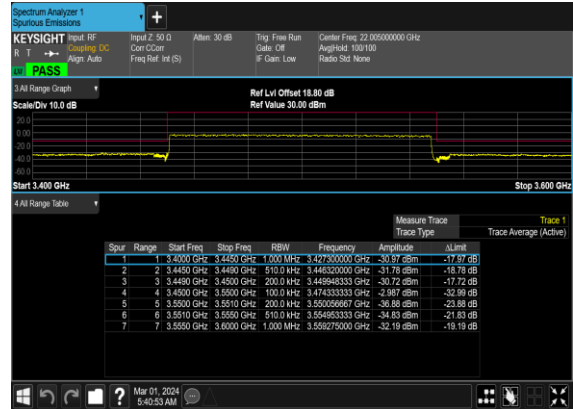 Spectrum Analyzer 1
Spurious Emissions
KEYSIGHT Input: RF Input Z: 50 Ω Atten: 30 dB Trig: Free Run Center Freq: 22.005000000 GHz
R T Coupling: DC Corr CCorr Gate: Off Avg|Hold: 100/100
Align: Auto Freq Ref: Int (S) IF Gain: Low Radio Std: None
PASS
3 All Range Graph
Ref Lvl Offset 18.80 dB
Scale/Div 10.0 dB Ref Value 30.00 dBm
20.0
0.00
-20.0
-40.0
-60.0
Start 3.400 GHz Stop 3.600 GHz
4 All Range Table
Measure Trace Trace 1
Trace Type Trace Average (Active)
Spur Range Start Freq Stop Freq RBW Frequency Amplitude ΔLimit
1 1 3.4000 GHz 3.4450 GHz 1.000 MHz 3.427300000 GHz -30.97 dBm -17.97 dB
2 2 3.4450 GHz 3.4490 GHz 510.0 kHz 3.446320000 GHz -31.78 dBm -18.78 dB
3 3 3.4490 GHz 3.4500 GHz 200.0 kHz 3.449948333 GHz -30.72 dBm -17.72 dB
4 4 3.4500 GHz 3.5500 GHz 100.0 kHz 3.474333333 GHz -2.987 dBm -32.99 dB
5 5 3.5500 GHz 3.5510 GHz 200.0 kHz 3.550056667 GHz -36.88 dBm -23.88 dB
6 6 3.5510 GHz 3.5550 GHz 510.0 kHz 3.554953333 GHz -34.83 dBm -21.83 dB
7 7 3.5550 GHz 3.6000 GHz 1.000 MHz 3.559275000 GHz -32.19 dBm -19.19 dB
Mar 01, 2024
5:40:53 AM